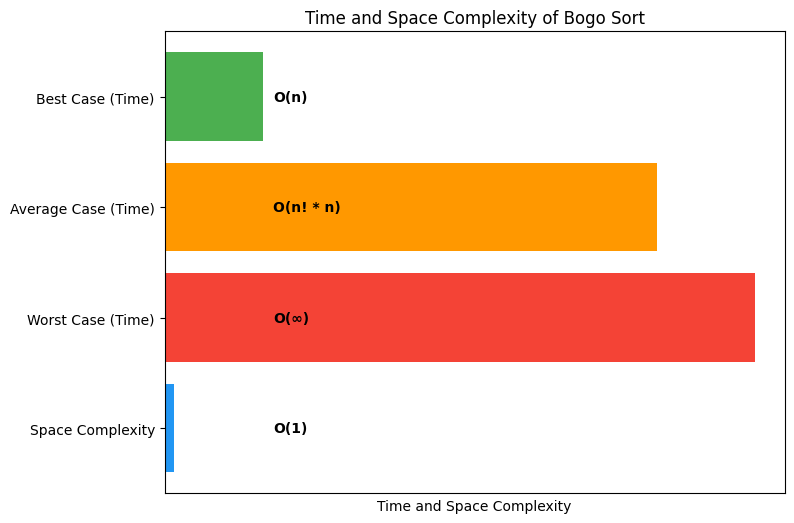 Time and Space Complexity of Bogo Sort
Best Case (Time)
O(n)
Average Case (Time)
O(n! * n)
Worst Case (Time)
O(∞)
Space Complexity
O(1)
Time and Space Complexity